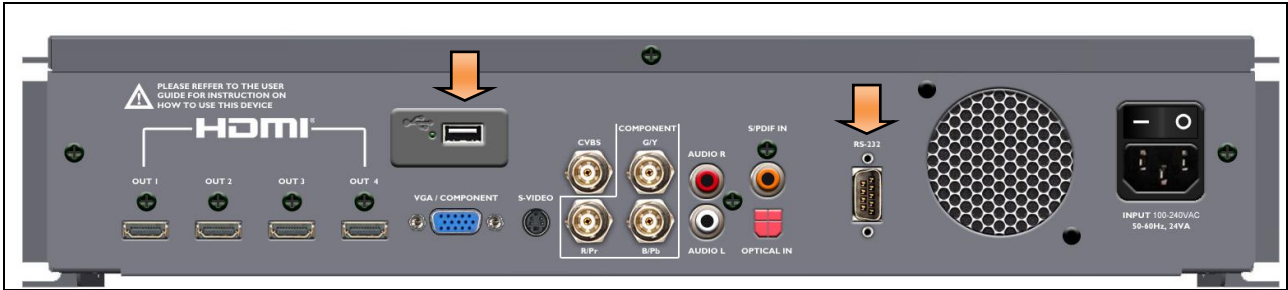 PLEASE REFFER TO THE USER
GUIDE FOR INSTRUCTION ON
HOW TO USE THIS DEVICE
HDMI®
OUT 1
OUT 2
OUT 3
OUT 4
VGA / COMPONENT
S-VIDEO
CVBS
COMPONENT
G/Y
R/Pr
B/Pb
AUDIO R
AUDIO L
S/PDIF IN
OPTICAL IN
RS-232
INPUT 100-240VAC
50-60Hz, 24VA